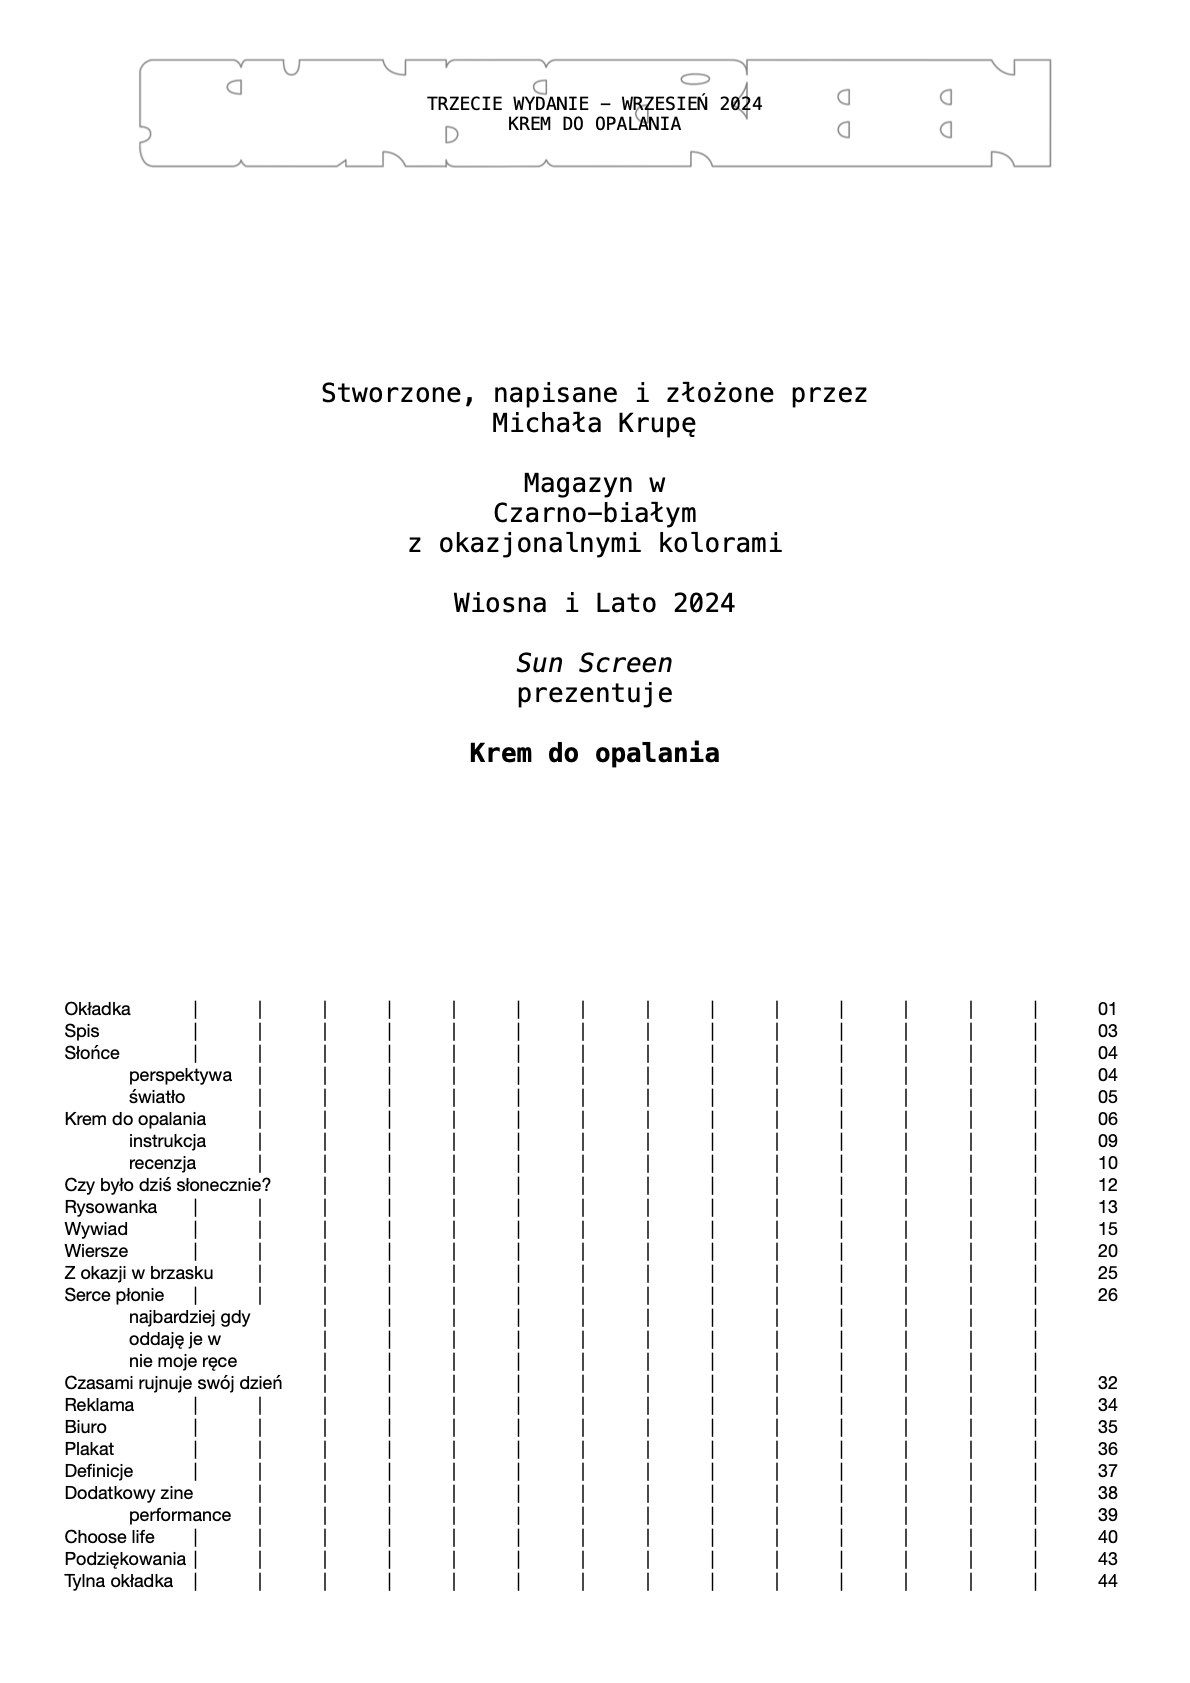 TRZECIE WYDANIE – WRZESIEŃ 2024
KREM DO OPALANIA
Stworzone, napisane i złożone przez
Michała Krupę
Magazyn w
Czarno–białym
z okazjonalnymi kolorami
Wiosna i Lato 2024
Sun Screen
prezentuje
Krem do opalania
Okładka 01
Spis 03
Słońce 04
perspektywa 04
światło 05
Krem do opalania 06
instrukcja 09
recenzja 10
Czy było dziś słonecznie? 12
Rysowanka 13
Wywiad 15
Wiersze 20
Z okazji w brzasku 25
Serce płonie 26
najbardziej gdy
oddaję je w
nie moje ręce
Czasami rujnuje swój dzień 32
Reklama 34
Biuro 35
Plakat 36
Definicje 37
Dodatkowy zine 38
performance 39
Choose life 40
Podziękowania 43
Tylna okładka 44